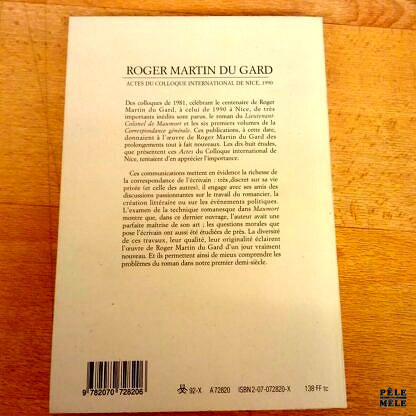 ROGER MARTIN DU GARD
ACTES DU COLLOQUE INTERNATIONAL DE NICE, 1990
Des colloques de 1981, célébrant le centenaire de Roger
Martin du Gard, à celui de 1990 à Nice, de très
importants inédits sont parus, le roman du Lieutenant-
Colonel de Maumort et les six premiers volumes de la
Correspondance générale. Ces publications, à cette date,
donnaient à l'œuvre de Roger Martin du Gard des
prolongements tout à fait nouveaux. Les dix-huit études,
que présentent ces Actes du Colloque international de
Nice, tentaient d'en apprécier l'importance.
Ces communications mettent en évidence la richesse de
la correspondance de l'écrivain : très discret sur sa vie
privée (et celle des autres), il engage avec ses amis des
discussions passionnantes sur le travail du romancier, la
création littéraire ou sur les événements politiques.
L'examen de la technique romanesque dans Maumort
montre que, dans ce dernier ouvrage, l'auteur avait une
parfaite maîtrise de son art ; les questions morales que
pose l'écrivain ont aussi été étudiées de près. La diversité
de ces travaux, leur qualité, leur originalité éclairent
l'œuvre de Roger Martin du Gard d'un jour vraiment
nouveau. Et ils permettent ainsi de mieux comprendre les
problèmes du roman dans notre premier demi-siècle.
9 782070 728206
92-X A 72820 ISBN 2-07-072820-X 138 FF tc
PÊLE
MÊLE